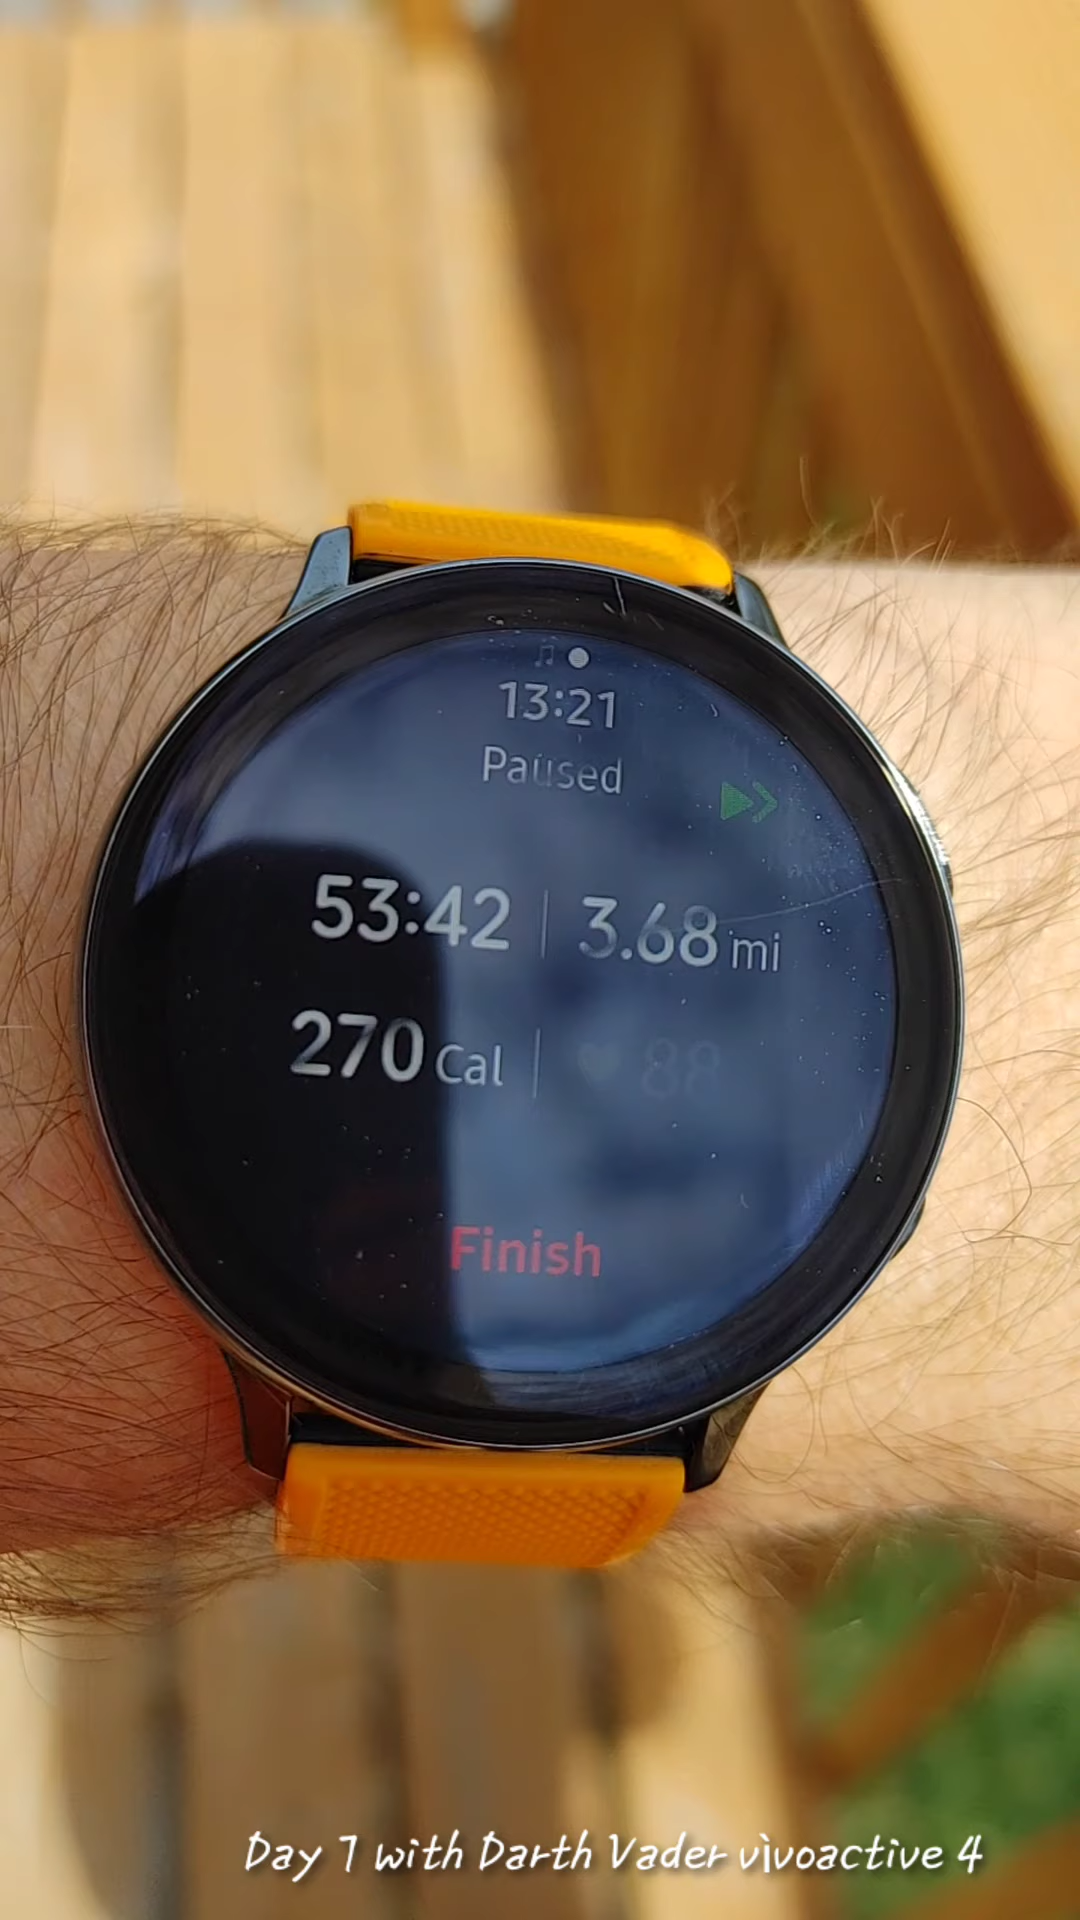 13:21
Paused
53:42 3.68 mi
270 Cal 88
Finish
Day 7 with Darth Vader vivoactive 4